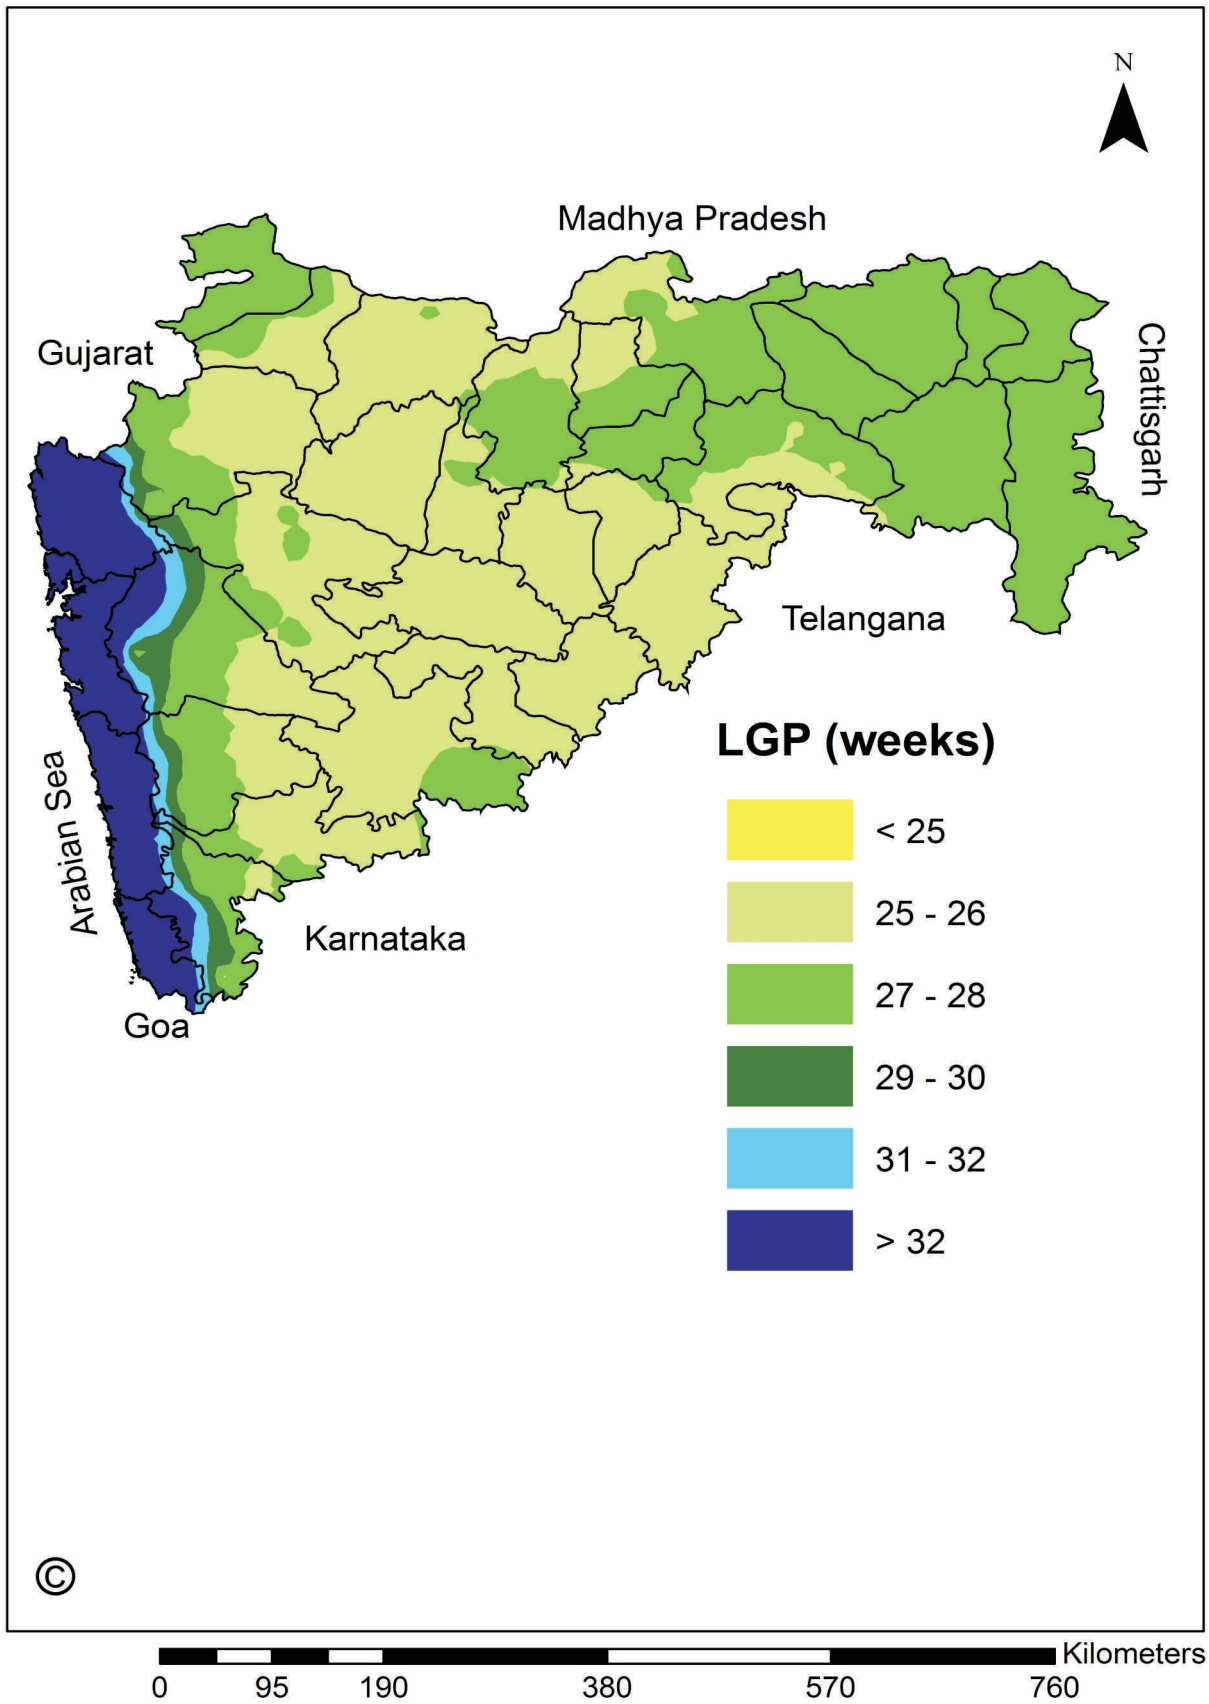 N
Madhya Pradesh
Gujarat
Chattisgarh
Telangana
Arabian Sea
Karnataka
Goa
LGP (weeks)
< 25
25 - 26
27 - 28
29 - 30
31 - 32
> 32
©
Kilometers
0 95 190 380 570 760